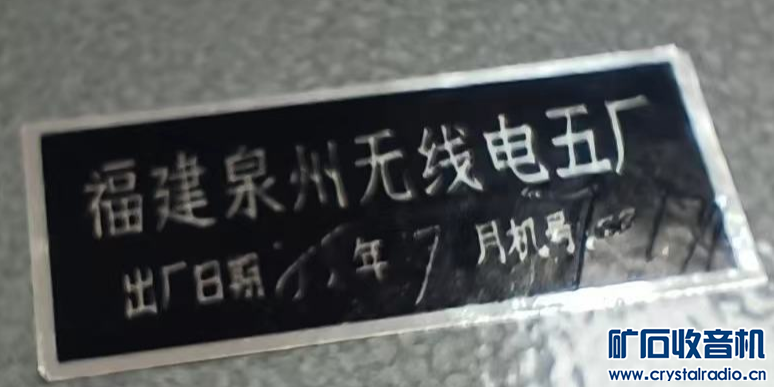 福建泉州无线电五厂
出厂日期 年 7 月机号
矿石收音机
www.crystalradio.cn